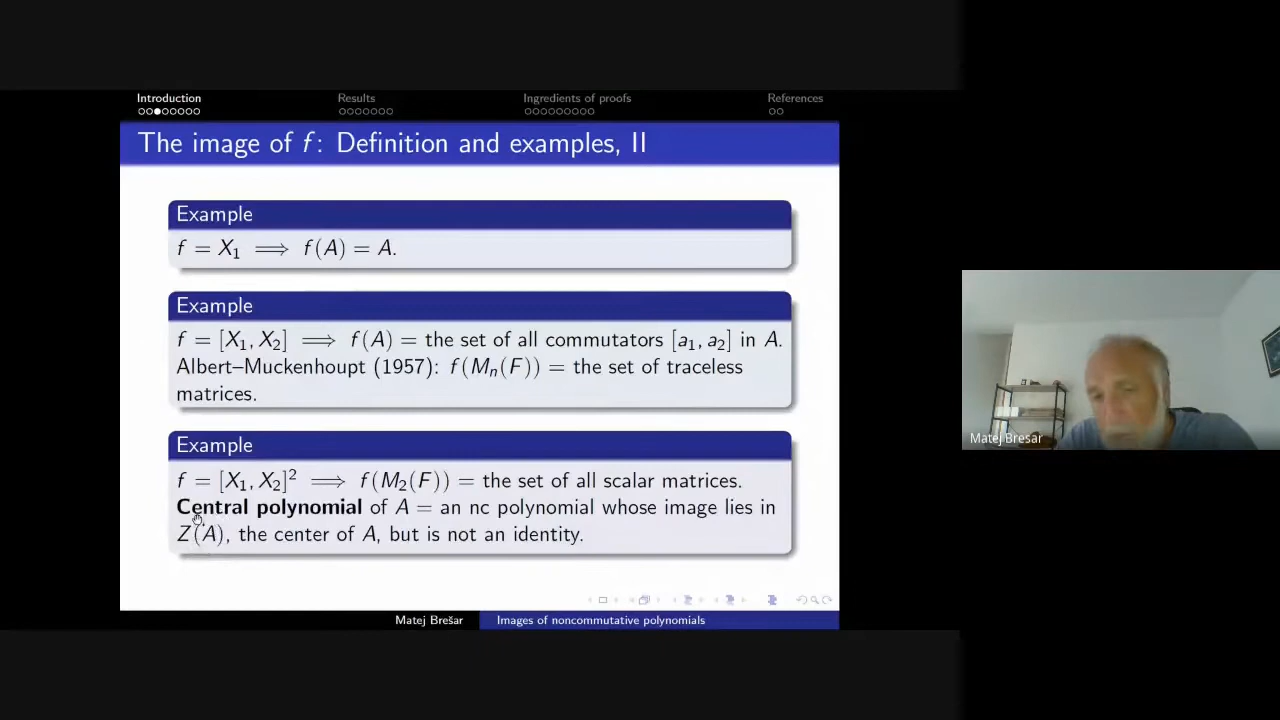 Introduction Results Ingredients of proofs References
The image of f: Definition and examples, II
Example
f = X₁ ⟹ f(A) = A.
Example
f = [X₁, X₂] ⟹ f(A) = the set of all commutators [a₁, a₂] in A.
Albert–Muckenhoupt (1957): f(Mₙ(F)) = the set of traceless
matrices.
Example
f = [X₁, X₂]² ⟹ f(M₂(F)) = the set of all scalar matrices.
Central polynomial of A = an nc polynomial whose image lies in
Z(A), the center of A, but is not an identity.
Matej Brešar Images of noncommutative polynomials
Matej Bresar